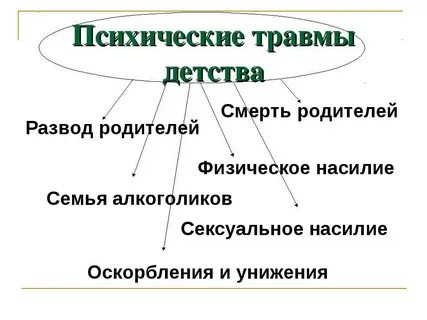 Психические травмы
детства
Смерть родителей
Развод родителей
Физическое насилие
Семья алкоголиков
Сексуальное насилие
Оскорбления и унижения